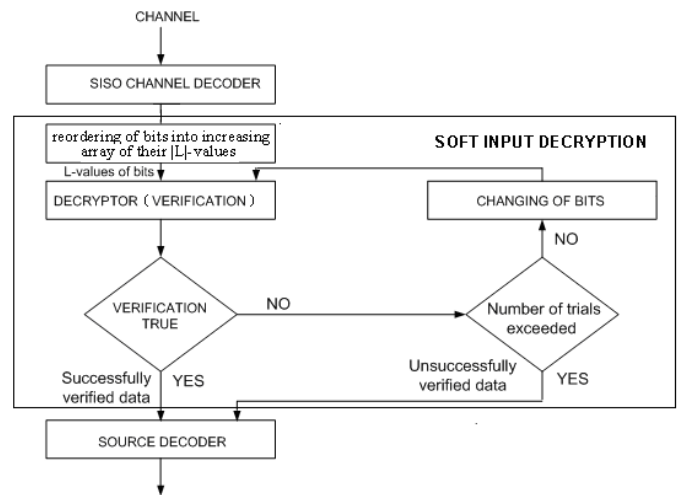 CHANNEL
SISO CHANNEL DECODER
reordering of bits into increasing
array of their |L|-values
SOFT INPUT DECRYPTION
L-values of bits
DECRYPTOR ( VERIFICATION )
CHANGING OF BITS
NO
VERIFICATION
TRUE
NO
Number of trials
exceeded
Successfully
verified data
YES
Unsuccessfully
verified data
YES
SOURCE DECODER